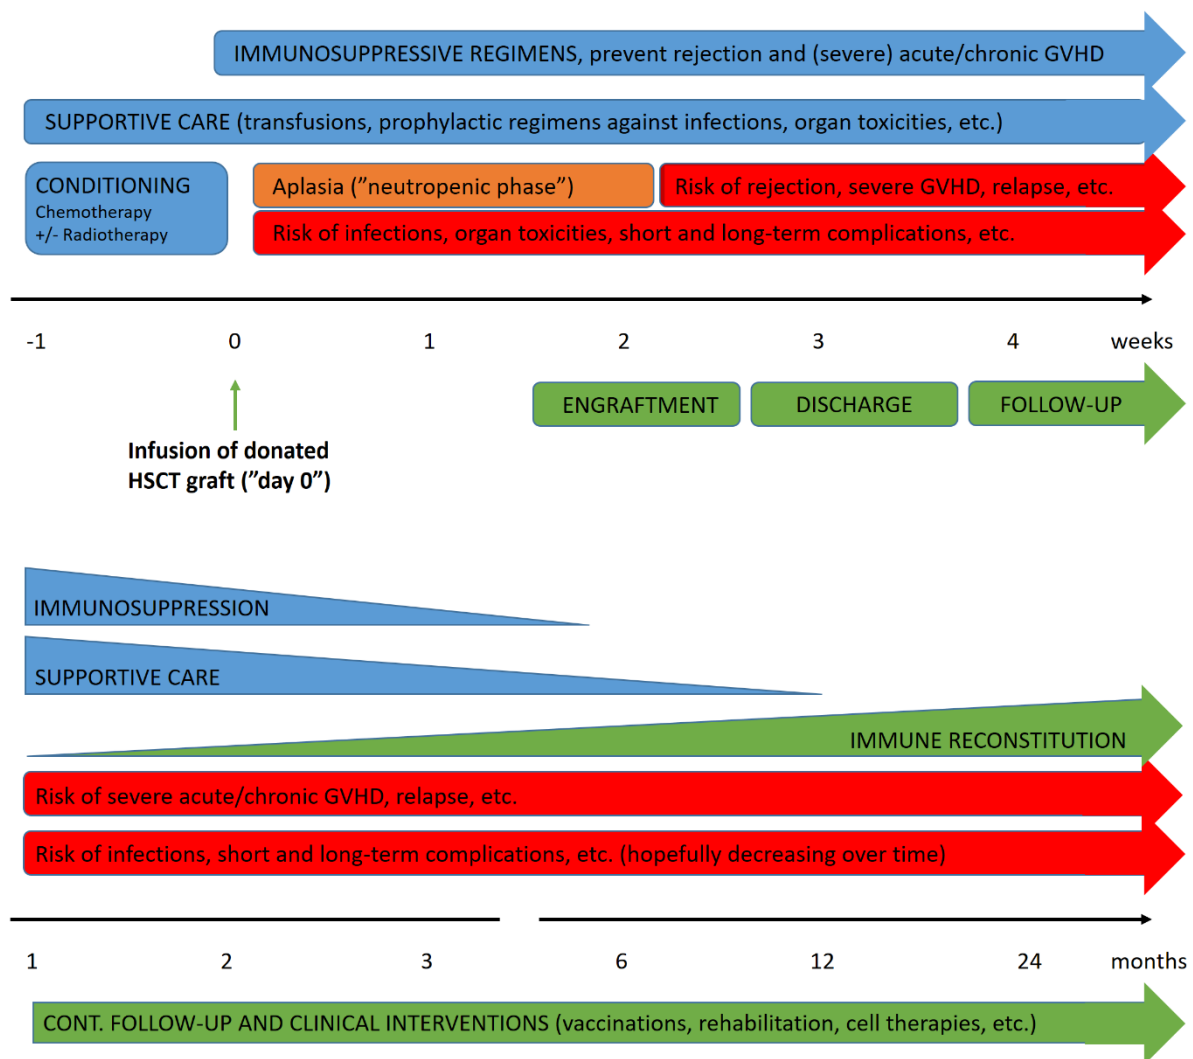 IMMUNOSUPPRESSIVE REGIMENS, prevent rejection and (severe) acute/chronic GVHD
SUPPORTIVE CARE (transfusions, prophylactic regimens against infections, organ toxicities, etc.)
CONDITIONING
Chemotherapy
+/- Radiotherapy
Aplasia (”neutropenic phase”)
Risk of rejection, severe GVHD, relapse, etc.
Risk of infections, organ toxicities, short and long-term complications, etc.
-1 0 1 2 3 4 weeks
ENGRAFTMENT
DISCHARGE
FOLLOW-UP
Infusion of donated
HSCT graft (”day 0”)
IMMUNOSUPPRESSION
SUPPORTIVE CARE
IMMUNE RECONSTITUTION
Risk of severe acute/chronic GVHD, relapse, etc.
Risk of infections, short and long-term complications, etc. (hopefully decreasing over time)
1 2 3 6 12 24 months
CONT. FOLLOW-UP AND CLINICAL INTERVENTIONS (vaccinations, rehabilitation, cell therapies, etc.)